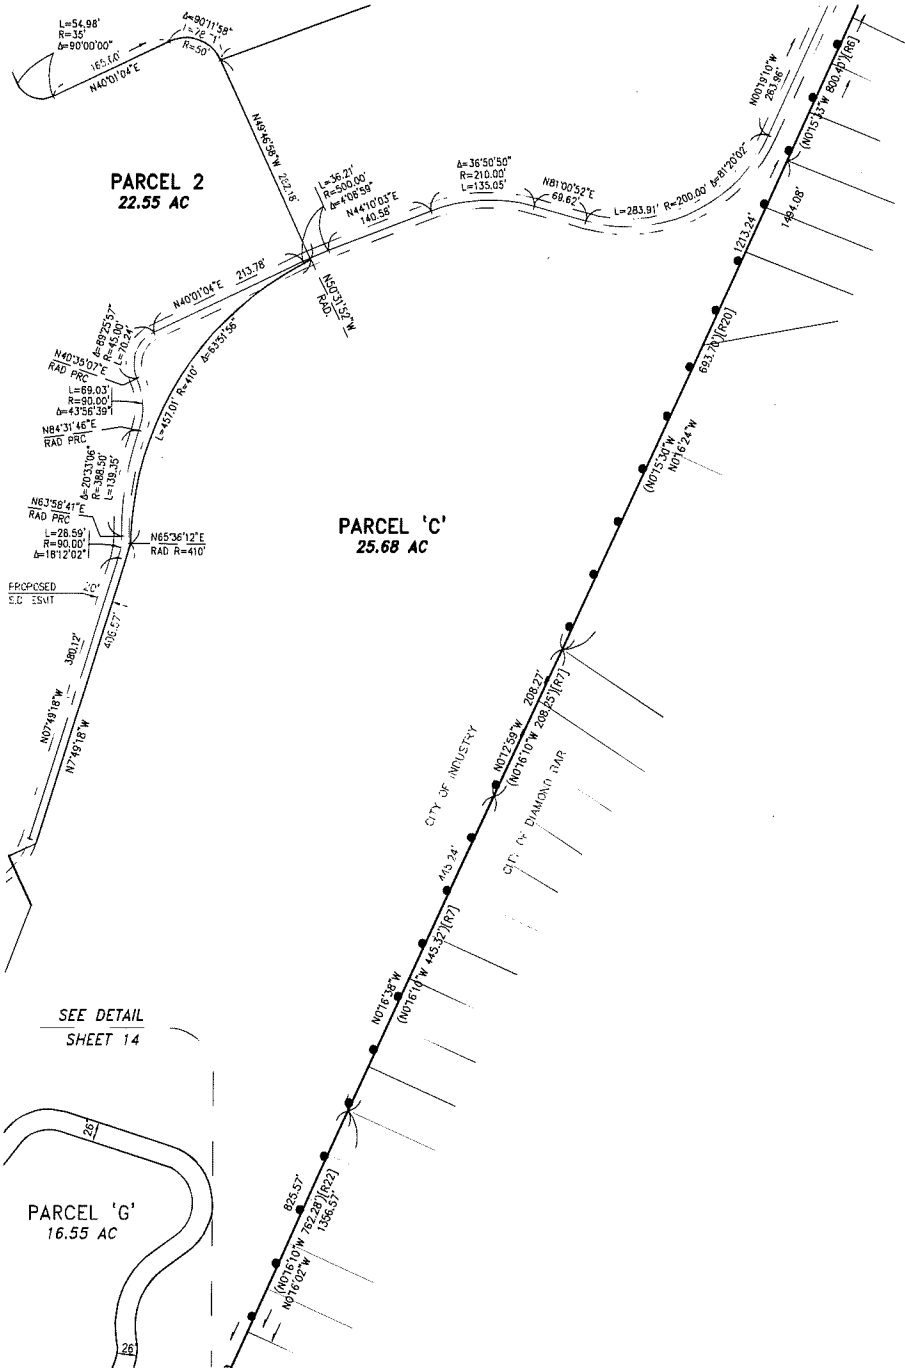 L=54.98'
R=35'
Δ=90°00'00"
N40°01'04"E
Δ=90°11'58"
R=50'
N49°46'58"W 262.18'
PARCEL 2
22.55 AC
L=36.21'
R=500.00'
Δ=4°08'59"
N44°10'03"E
140.58'
Δ=36°50'50"
R=210.00'
L=135.05'
N81°00'52"E
69.62'
L=283.91' R=200.00' Δ=81°20'02"
N00°19'10"W
263.96'
(N0°15'33"W 800.40')[R6]
1494.08'
1213.24'
693.70')[R20]
(N0°15'30"W
N0°16'24"W
N40°01'04"E 213.78'
N50°31'52"W
RAD.
Δ=89°25'57"
R=45.00'
L=70.24'
N40°35'07"E
RAD PRC
L=69.03'
R=90.00'
Δ=43°56'39"
N84°31'46"E
RAD PRC
L=457.01' R=410' Δ=63°51'56"
Δ=20°33'06"
R=388.50'
L=139.35'
N63°58'41"E
RAD PRC
L=28.59'
R=90.00'
Δ=18°12'02"
N65°36'12"E
RAD R=410'
PARCEL 'C'
25.68 AC
PROPOSED
S.D. ESMT
20'
406.57'
380.12'
N07°49'18"W
N7°49'18"W
208.27'
N0°12'59"W
(N0°16'10"W 208.25')[R7]
CITY OF INDUSTRY
CITY OF DIAMOND BAR
445.24'
N0°16'38"W
(N0°16'10"W 445.32')[R7]
SEE DETAIL
SHEET 14
26'
PARCEL 'G'
16.55 AC
26'
825.57'
(N0°16'10"W 762.28')[R22]
1356.57'
N0°16'02"W